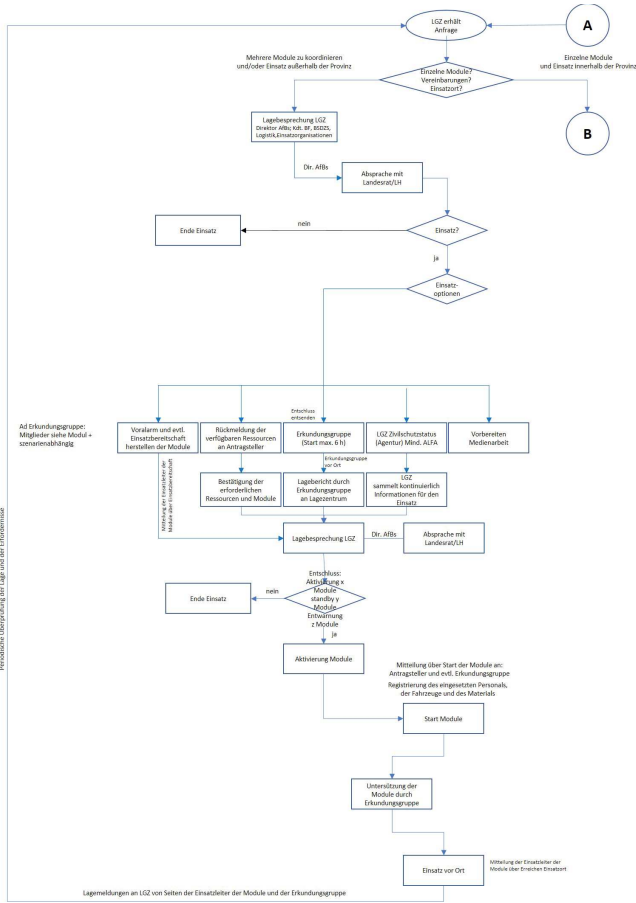 LGZ erhält
Anfrage
A
Mehrere Module zu koordinieren
und/oder Einsatz außerhalb der Provinz
Einzelne Module
und Einsatz innerhalb der Provinz
Einzelne Module?
Vereinbarungen?
Einsatzort?
Lagebesprechung LGZ
Direktor AfBs; Kdt. BF, BSDZS,
Logistik,Einsatzorganisationen
B
Dir. AfBs
Absprache mit
Landesrat/LH
Ende Einsatz
nein
Einsatz?
ja
Einsatz-
optionen
Entschluss
entsenden
Ad Erkundungsgruppe:
Mitglieder siehe Modul +
szenarienabhängig
Voralarm und evtl.
Einsatzbereitschaft
herstellen der Module
Rückmeldung der
verfügbaren Ressourcen
an Antragsteller
Erkundungsgruppe
(Start max. 6 h)
LGZ Zivilschutzstatus
(Agentur) Mind. ALFA
Vorbereiten
Medienarbeit
Mitteilung der Einsatzleiter der
Module über Einsatzbereitschaft
Erkundungsgruppe
vor Ort
Bestätigung der
erforderlichen
Ressourcen und Module
Lagebericht durch
Erkundungsgruppe
an Lagezentrum
LGZ
sammelt kontinuierlich
Informationen für den
Einsatz
Lagebesprechung LGZ
Dir. AfBs
Absprache mit
Landesrat/LH
Periodische Überprüfung der Lage und der Erfordernisse
Ende Einsatz
nein
Entschluss:
Aktivierung x
Module
standby y
Module
Entwarnung
z Module
ja
Aktivierung Module
Mitteilung über Start der Module an:
Antragsteller und evtl. Erkundungsgruppe
Registrierung des eingesetzten Personals,
der Fahrzeuge und des Materials
Start Module
Untersützung der
Module durch
Erkundungsgruppe
Einsatz vor Ort
Mitteilung der Einsatzleiter der
Module über Erreichen Einsatzort
Lagemeldungen an LGZ von Seiten der Einsatzleiter der Module und der Erkundungsgruppe